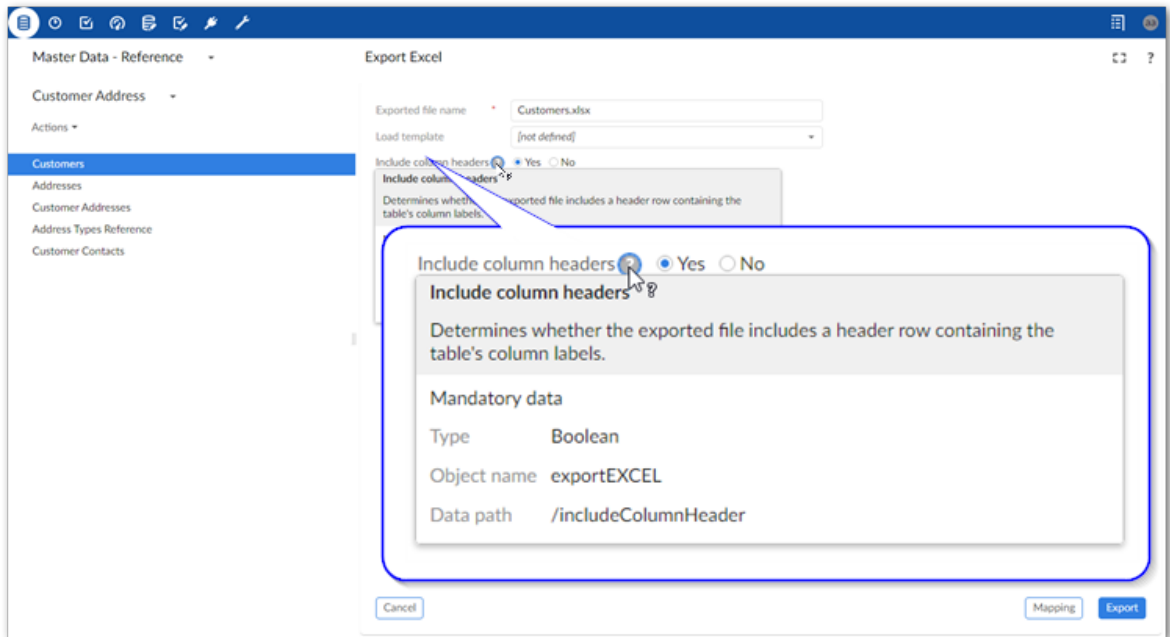 Master Data - Reference
Export Excel
?
Customer Address
Actions
Customers
Addresses
Customer Addresses
Address Types Reference
Customer Contacts
Exported file name * Customers.xlsx
Load template [not defined]
Include column headers Yes No
Include column headers
Determines whether exported file includes a header row containing the
table's column labels.
Include column headers ? Yes No
Include column headers ?
Determines whether the exported file includes a header row containing the
table's column labels.
Mandatory data
Type Boolean
Object name exportEXCEL
Data path /includeColumnHeader
Cancel
Mapping
Export